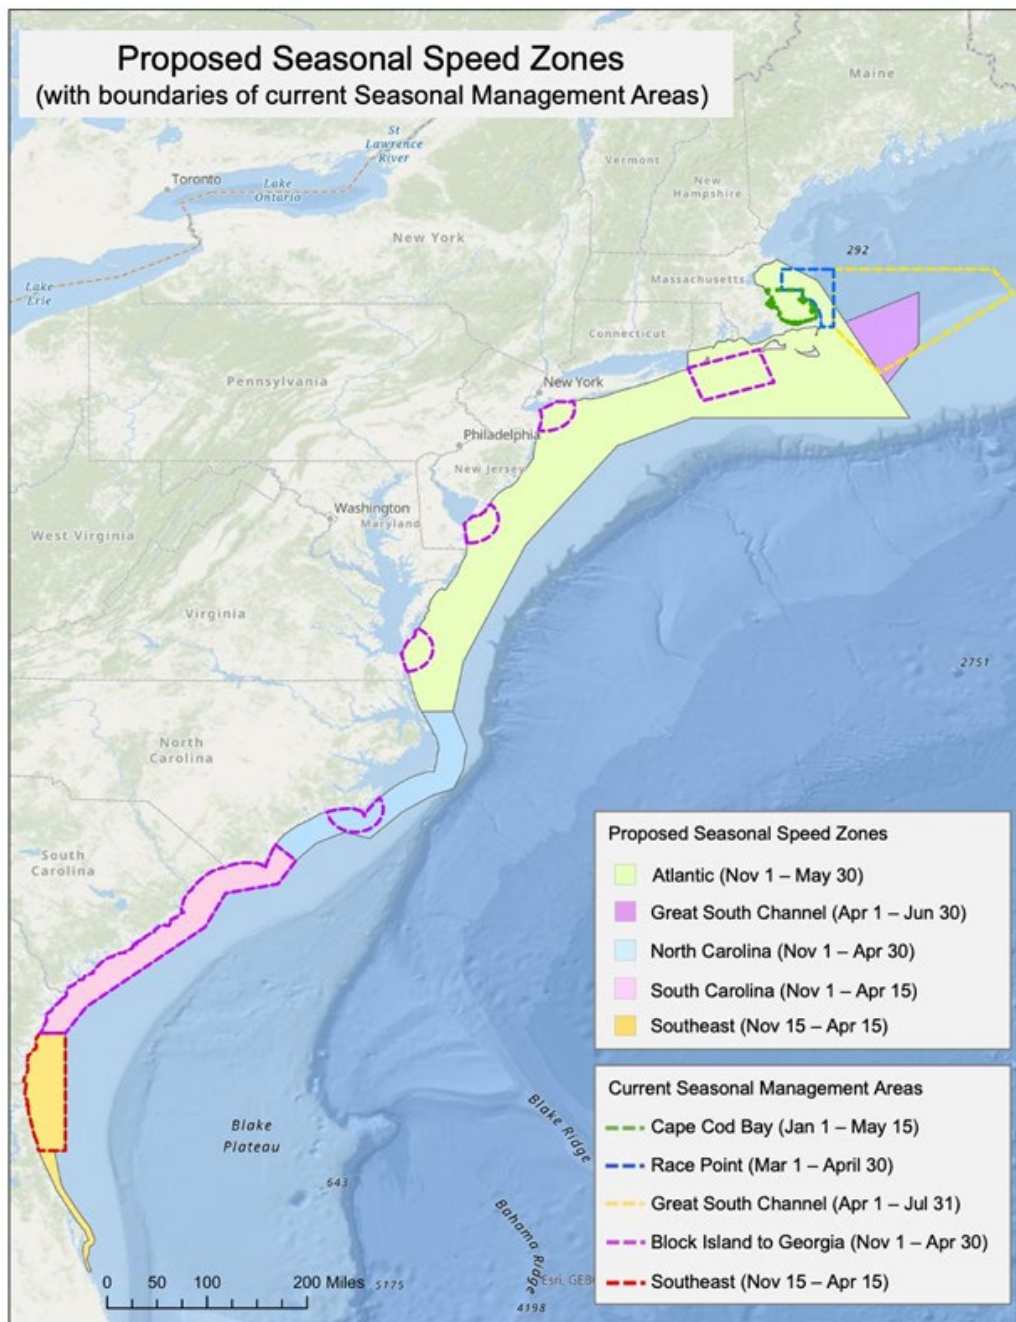 Proposed Seasonal Speed Zones
(with boundaries of current Seasonal Management Areas)
Maine
St
Lawrence
River
Toronto
Lake
Ontario
Vermont
New
Hampshire
New York
292
Lake
Erie
Massachusetts
Connecticut
Pennsylvania
New York
Philadelphia
New Jersey
Washington
Maryland
West Virginia
Virginia
2751
North
Carolina
South
Carolina
Proposed Seasonal Speed Zones
Atlantic (Nov 1 – May 30)
Great South Channel (Apr 1 – Jun 30)
North Carolina (Nov 1 – Apr 30)
South Carolina (Nov 1 – Apr 15)
Southeast (Nov 15 – Apr 15)
Current Seasonal Management Areas
Cape Cod Bay (Jan 1 – May 15)
Race Point (Mar 1 – April 30)
Great South Channel (Apr 1 – Jul 31)
Block Island to Georgia (Nov 1 – Apr 30)
Southeast (Nov 15 – Apr 15)
Blake
Plateau
Blake Ridge
643
Bahama Ridge
0 50 100 200 Miles
5175
Esri,
4198